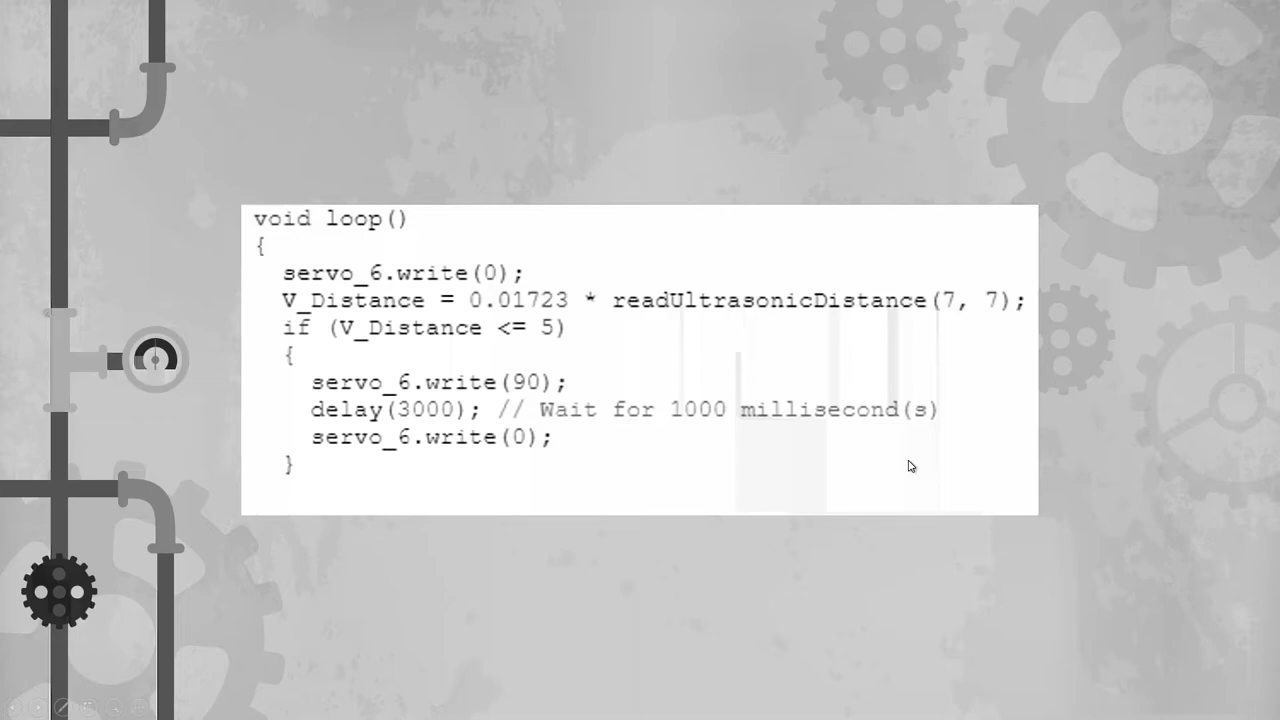 void loop()
{
  servo_6.write(0);
  V_Distance = 0.01723 * readUltrasonicDistance(7, 7);
  if (V_Distance <= 5)
  {
    servo_6.write(90);
    delay(3000); // Wait for 1000 millisecond(s)
    servo_6.write(0);
  }